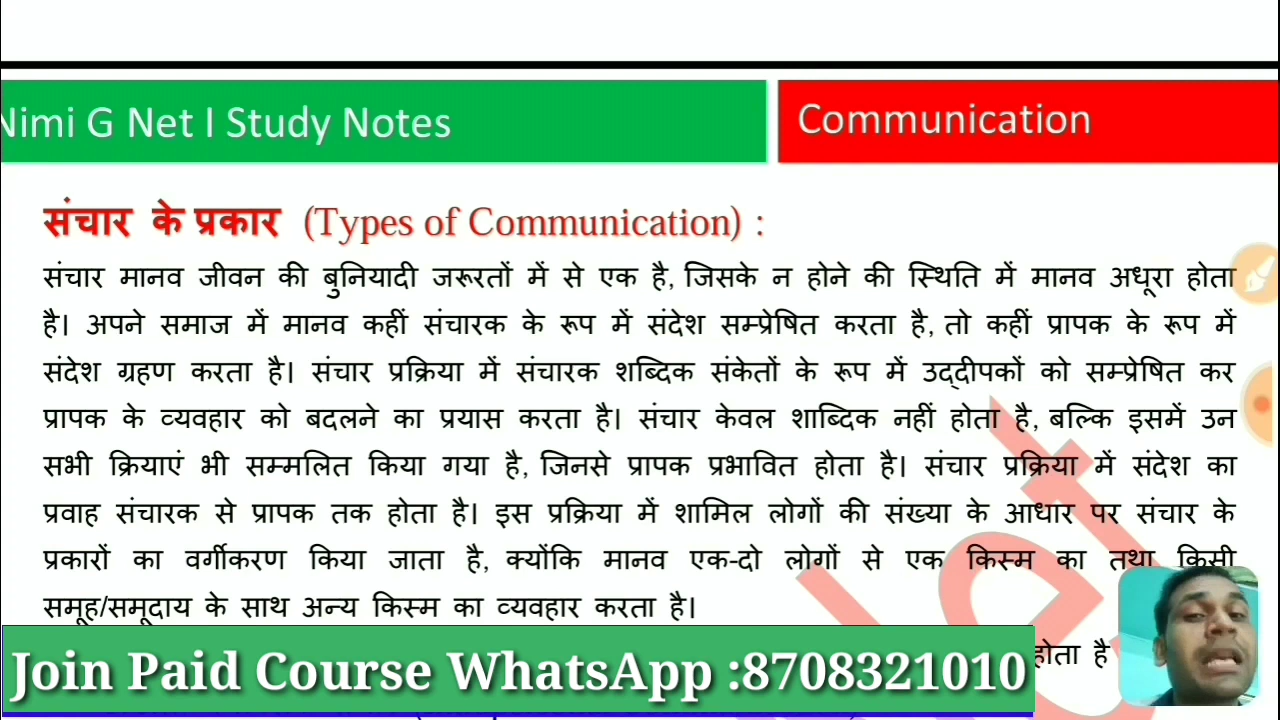 Nimi G Net I Study Notes
Communication
संचार के प्रकार (Types of Communication) :
संचार मानव जीवन की बुनियादी जरूरतों में से एक है, जिसके न होने की स्थिति में मानव अधूरा होता
है। अपने समाज में मानव कहीं संचारक के रूप में संदेश सम्प्रेषित करता है, तो कहीं प्रापक के रूप में
संदेश ग्रहण करता है। संचार प्रक्रिया में संचारक शब्दिक संकेतों के रूप में उद्‌दीपकों को सम्प्रेषित कर
प्रापक के व्यवहार को बदलने का प्रयास करता है। संचार केवल शाब्दिक नहीं होता है, बल्कि इसमें उन
सभी क्रियाएं भी सम्मलित किया गया है, जिनसे प्रापक प्रभावित होता है। संचार प्रक्रिया में संदेश का
प्रवाह संचारक से प्रापक तक होता है। इस प्रक्रिया में शामिल लोगों की संख्या के आधार पर संचार के
प्रकारों का वर्गीकरण किया जाता है, क्योंकि मानव एक-दो लोगों से एक किस्म का तथा किसी
समूह/समूदाय के साथ अन्य किस्म का व्यवहार करता है।
होता है
Join Paid Course WhatsApp :8708321010